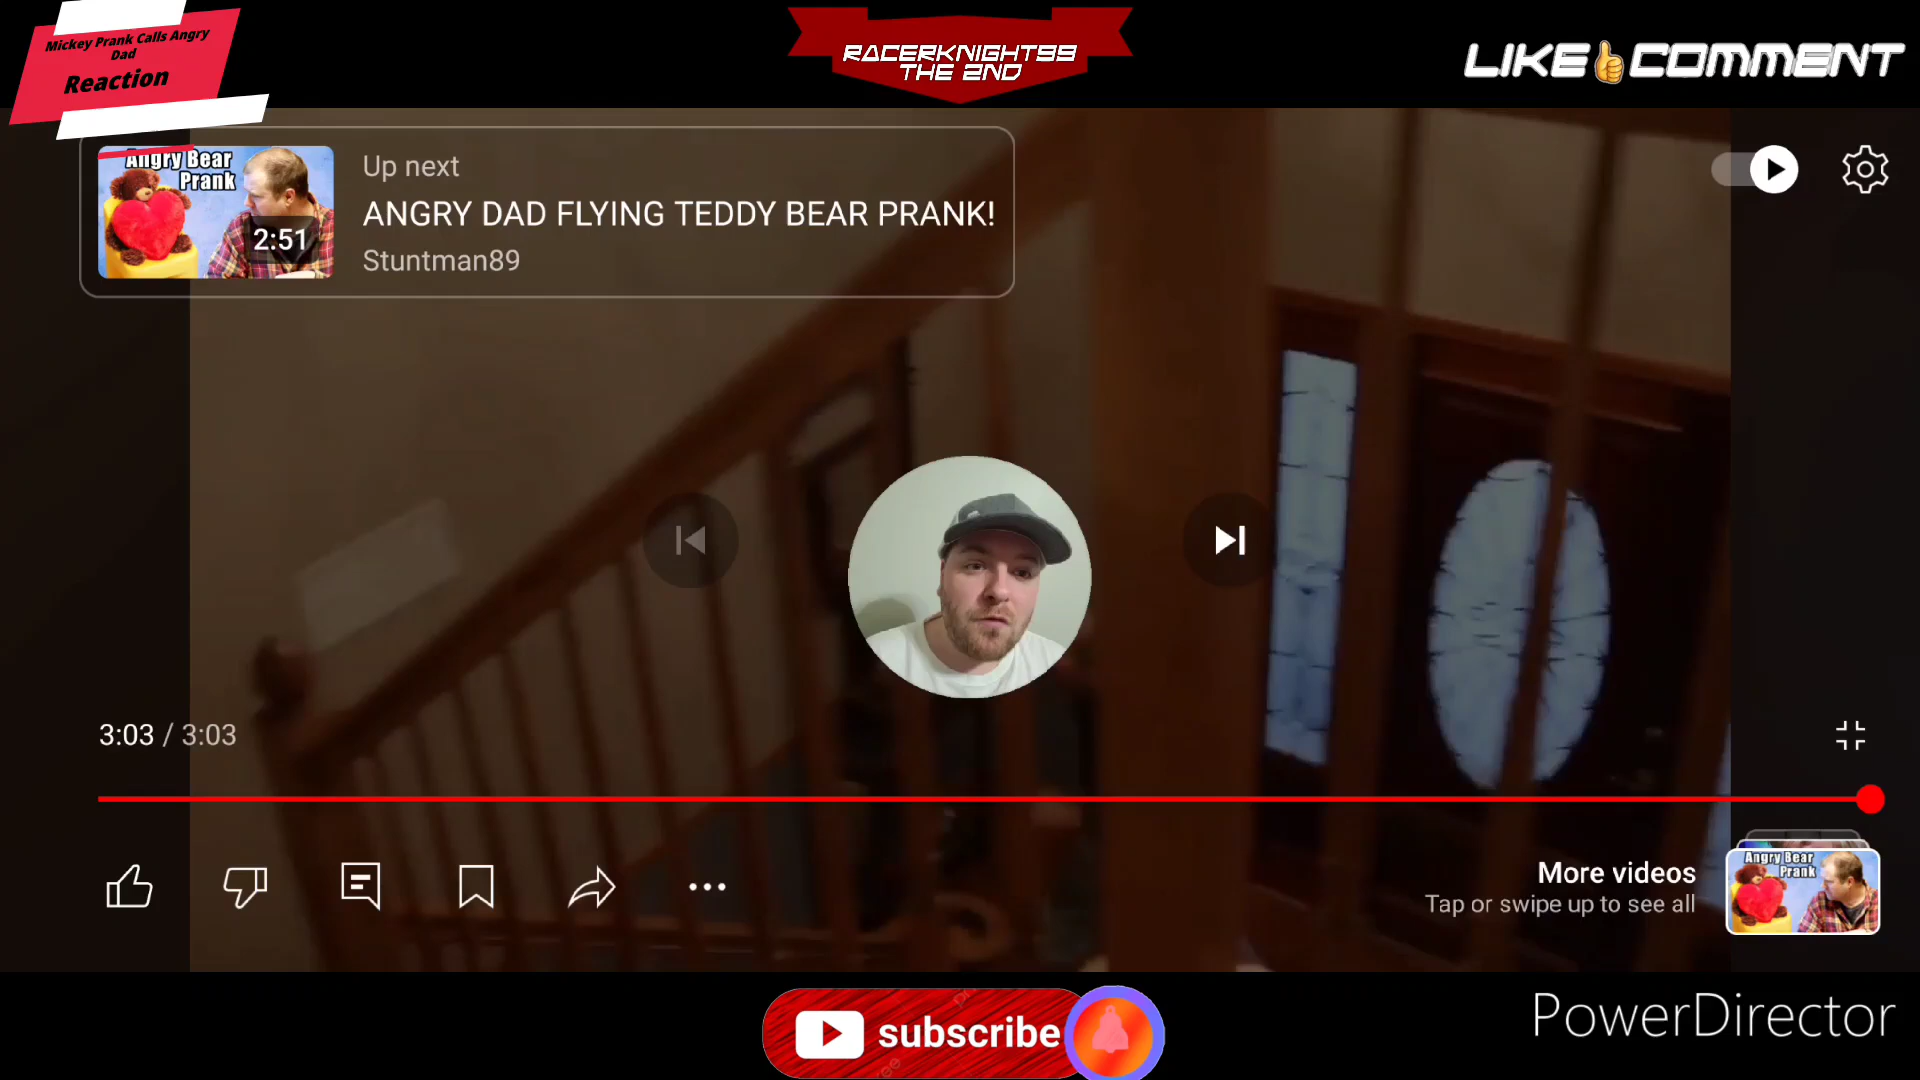 Mickey Prank Calls Angry
Dad
Reaction
RACERKNIGHT99
THE 2ND
LIKE COMMENT
Angry Bear
Prank
2:51
Up next
ANGRY DAD FLYING TEDDY BEAR PRANK!
Stuntman89
3:03 / 3:03
More videos
Tap or swipe up to see all
Angry Bear
Prank
subscribe
PowerDirector